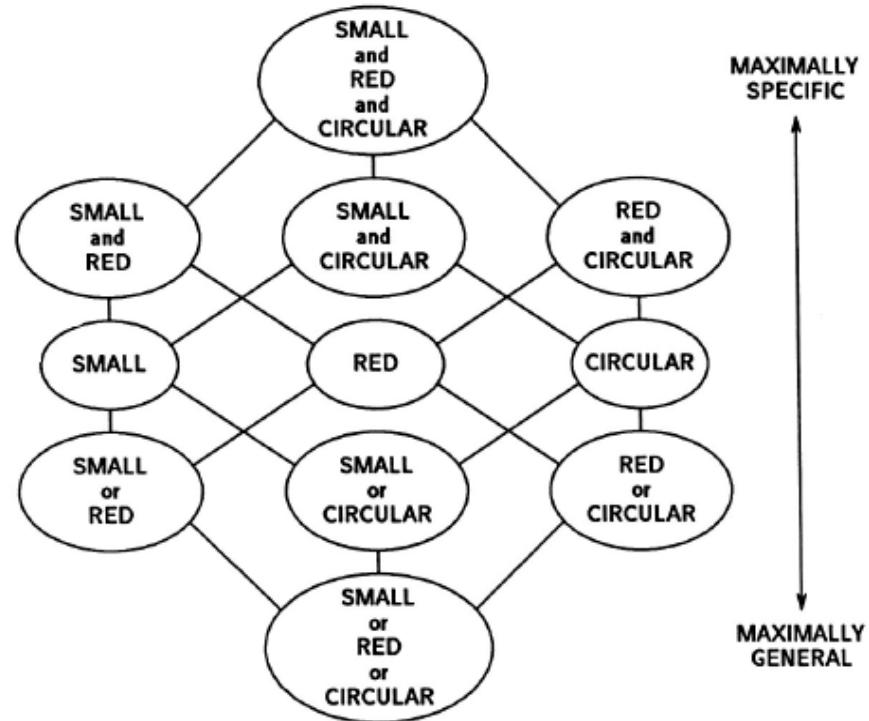 SMALL
and
RED
and
CIRCULAR
MAXIMALLY
SPECIFIC
SMALL
and
RED
SMALL
and
CIRCULAR
RED
and
CIRCULAR
SMALL
RED
CIRCULAR
SMALL
or
RED
SMALL
or
CIRCULAR
RED
or
CIRCULAR
SMALL
or
RED
or
CIRCULAR
MAXIMALLY
GENERAL